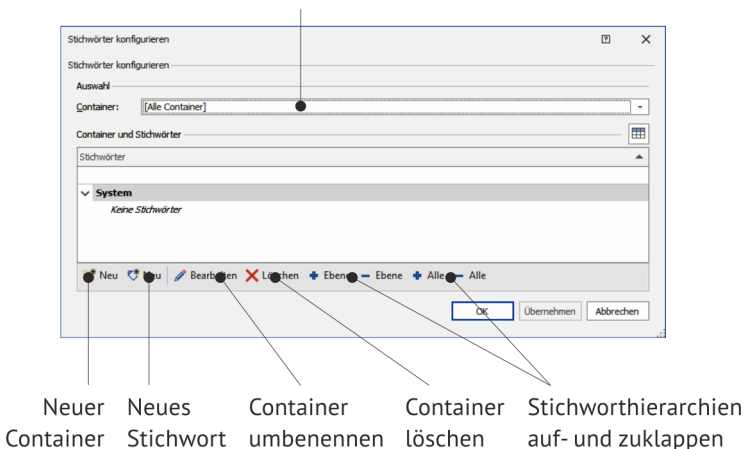 Stichwörter konfigurieren
Stichwörter konfigurieren
Auswahl
Container: [Alle Container]
Container und Stichwörter
Stichwörter
System
Keine Stichwörter
Neu Neu Bearbeiten Löschen Ebene Ebene Alle Alle
OK Übernehmen Abbrechen
Neuer Neues Container Container Stichworthierarchien
Container Stichwort umbenennen löschen auf- und zuklappen